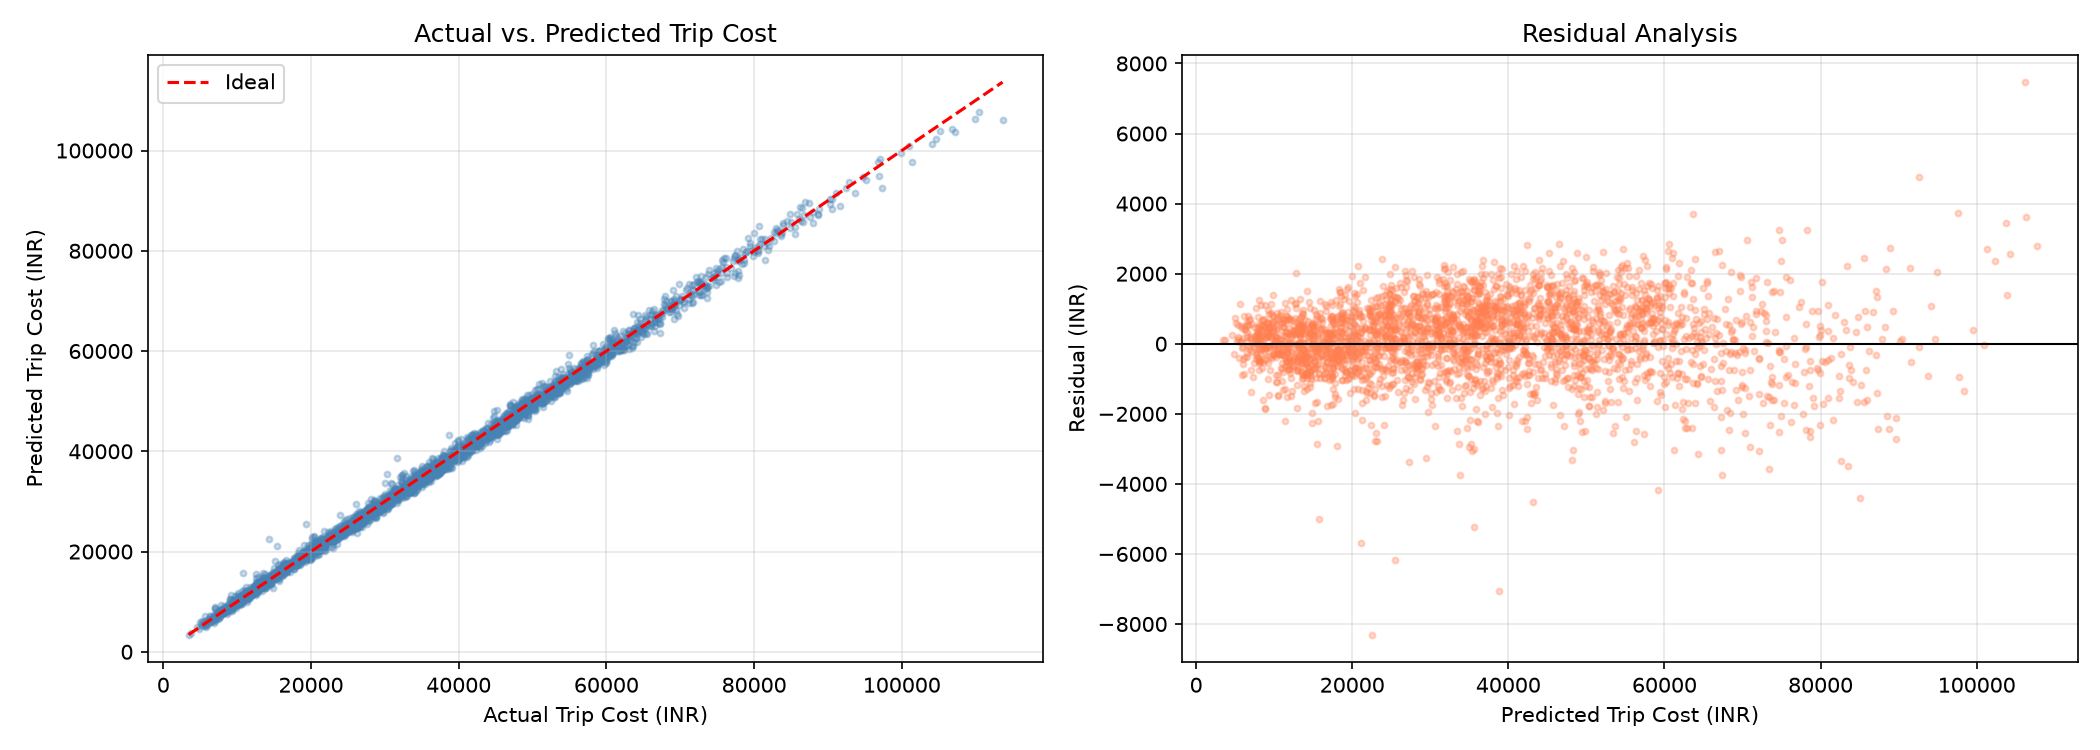 Actual vs. Predicted Trip Cost
Ideal
Predicted Trip Cost (INR)
100000
80000
60000
40000
20000
0
0 20000 40000 60000 80000 100000
Actual Trip Cost (INR)
Residual Analysis
Residual (INR)
8000
6000
4000
2000
0
−2000
−4000
−6000
−8000
0 20000 40000 60000 80000 100000
Predicted Trip Cost (INR)